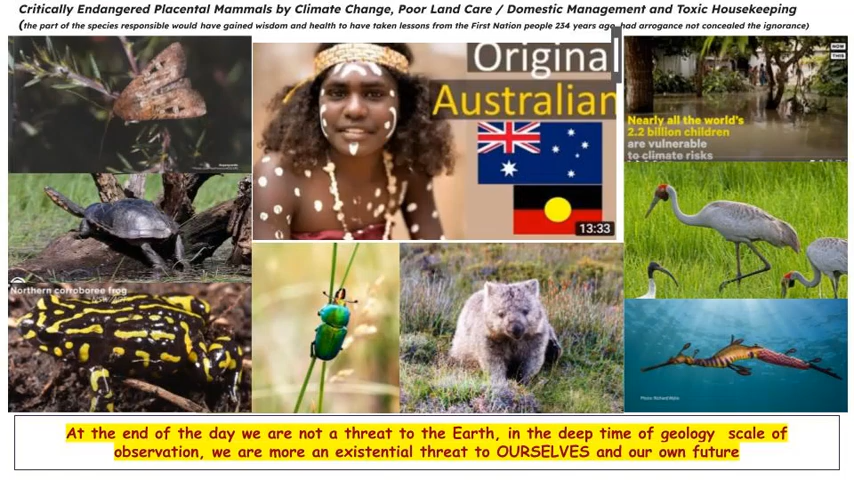 Critically Endangered Placental Mammals by Climate Change, Poor Land Care / Domestic Management and Toxic Housekeeping
(the part of the species responsible would have gained wisdom and health to have taken lessons from the First Nation people 234 years ago, had arrogance not concealed the ignorance)
Original
Australian
13:33
NOW
THIS
Nearly all the world's
2.2 billion children
are vulnerable
to climate risks
Northern corroboree frog
At the end of the day we are not a threat to the Earth, in the deep time of geology scale of
observation, we are more an existential threat to OURSELVES and our own future